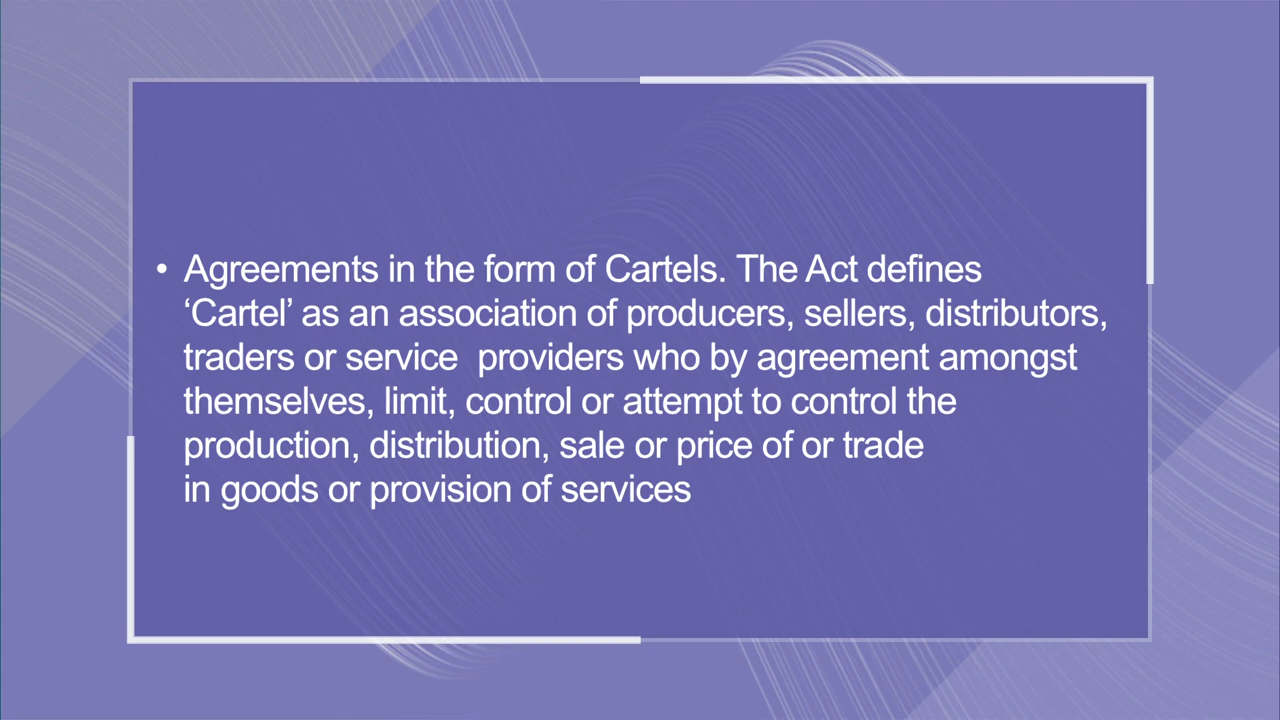 • Agreements in the form of Cartels. The Act defines
‘Cartel’ as an association of producers, sellers, distributors,
traders or service  providers who by agreement amongst
themselves, limit, control or attempt to control the
production, distribution, sale or price of or trade
in goods or provision of services